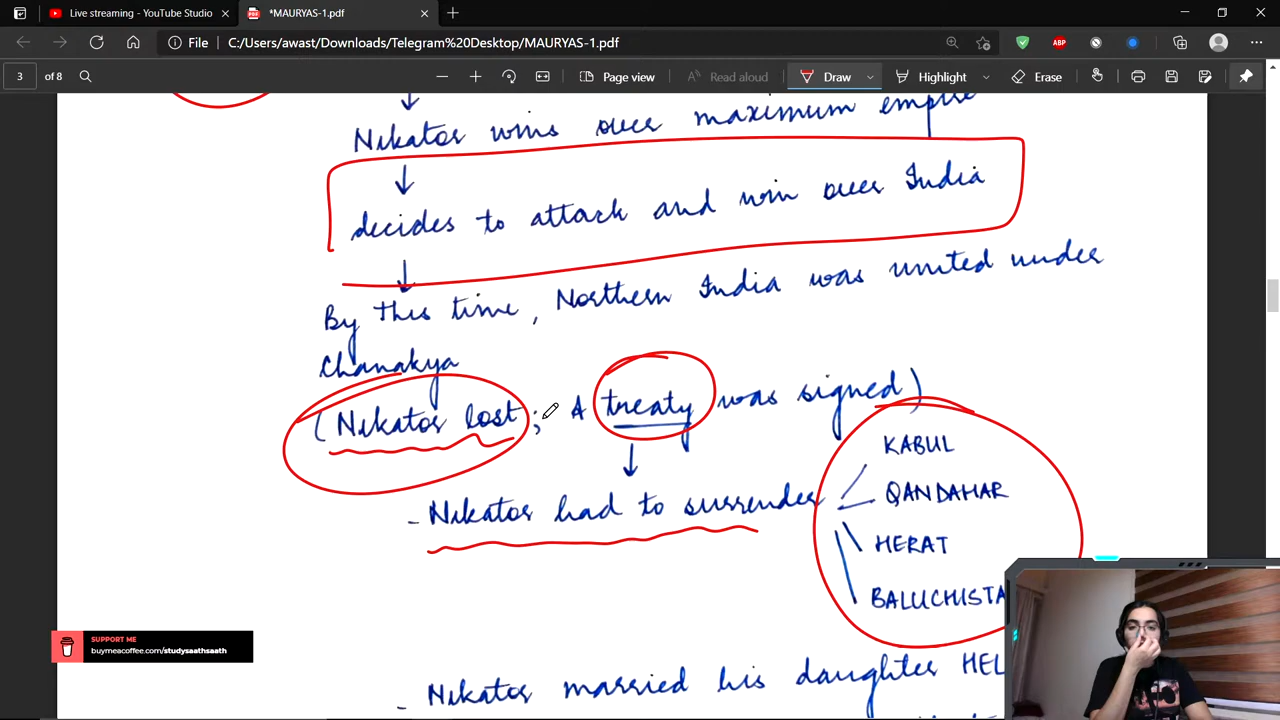 Live streaming - YouTube Studio
*MAURYAS-1.pdf
File
C:/Users/awast/Downloads/Telegram%20Desktop/MAURYAS-1.pdf
ABP
3 of 8
Page view
Read aloud
Draw
Highlight
Erase
Nikator wins over maximum empire
decides to attack and win over India
By this time, Northern India was united under
Chanakya
(Nikator lost; A treaty was signed)
KABUL
QANDAHAR
- Nikator had to surrender
HERAT
BALUCHISTA
SUPPORT ME
buymeacoffee.com/studysaathsaath
- Nikator married his daughter HEL